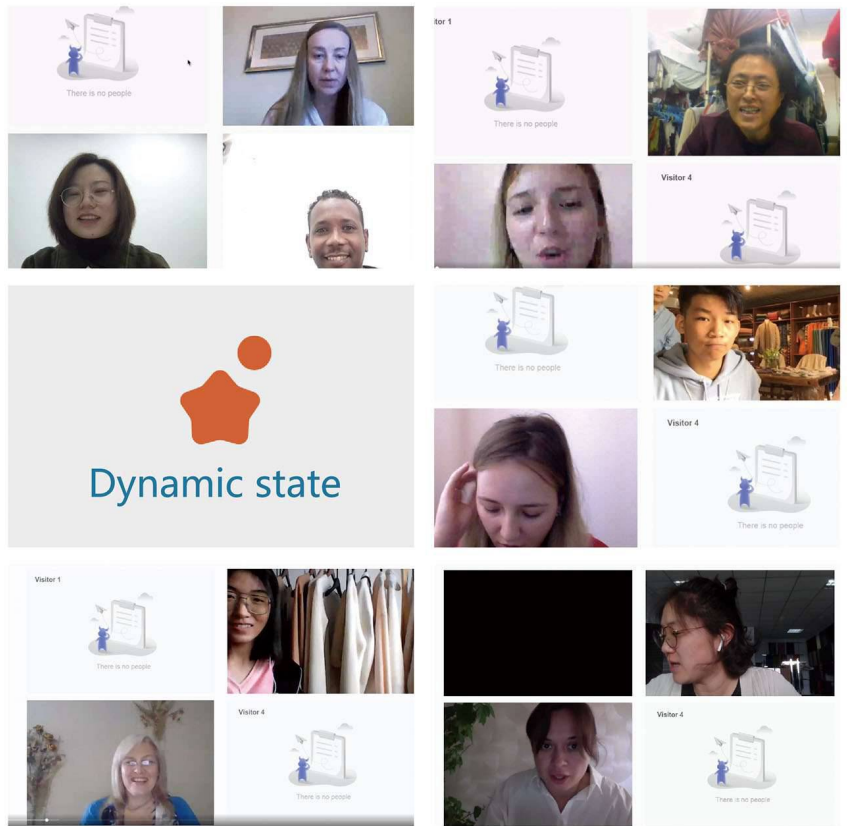 There is no people
itor 1
There is no people
Visitor 4
Dynamic state
There is no people
Visitor 4
There is no people
Visitor 1
There is no people
Visitor 4
There is no people
Visitor 4
There is no people